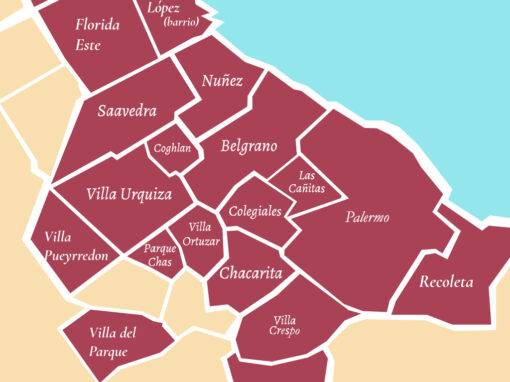 López
(barrio)
Florida
Este
Nuñez
Saavedra
Coghlan
Belgrano
Las
Cañitas
Villa Urquiza
Colegiales
Palermo
Villa
Ortuzar
Villa
Pucyrredon
Parque
Chas
Chacarita
Recoleta
Villa
Crespo
Villa del
Parque